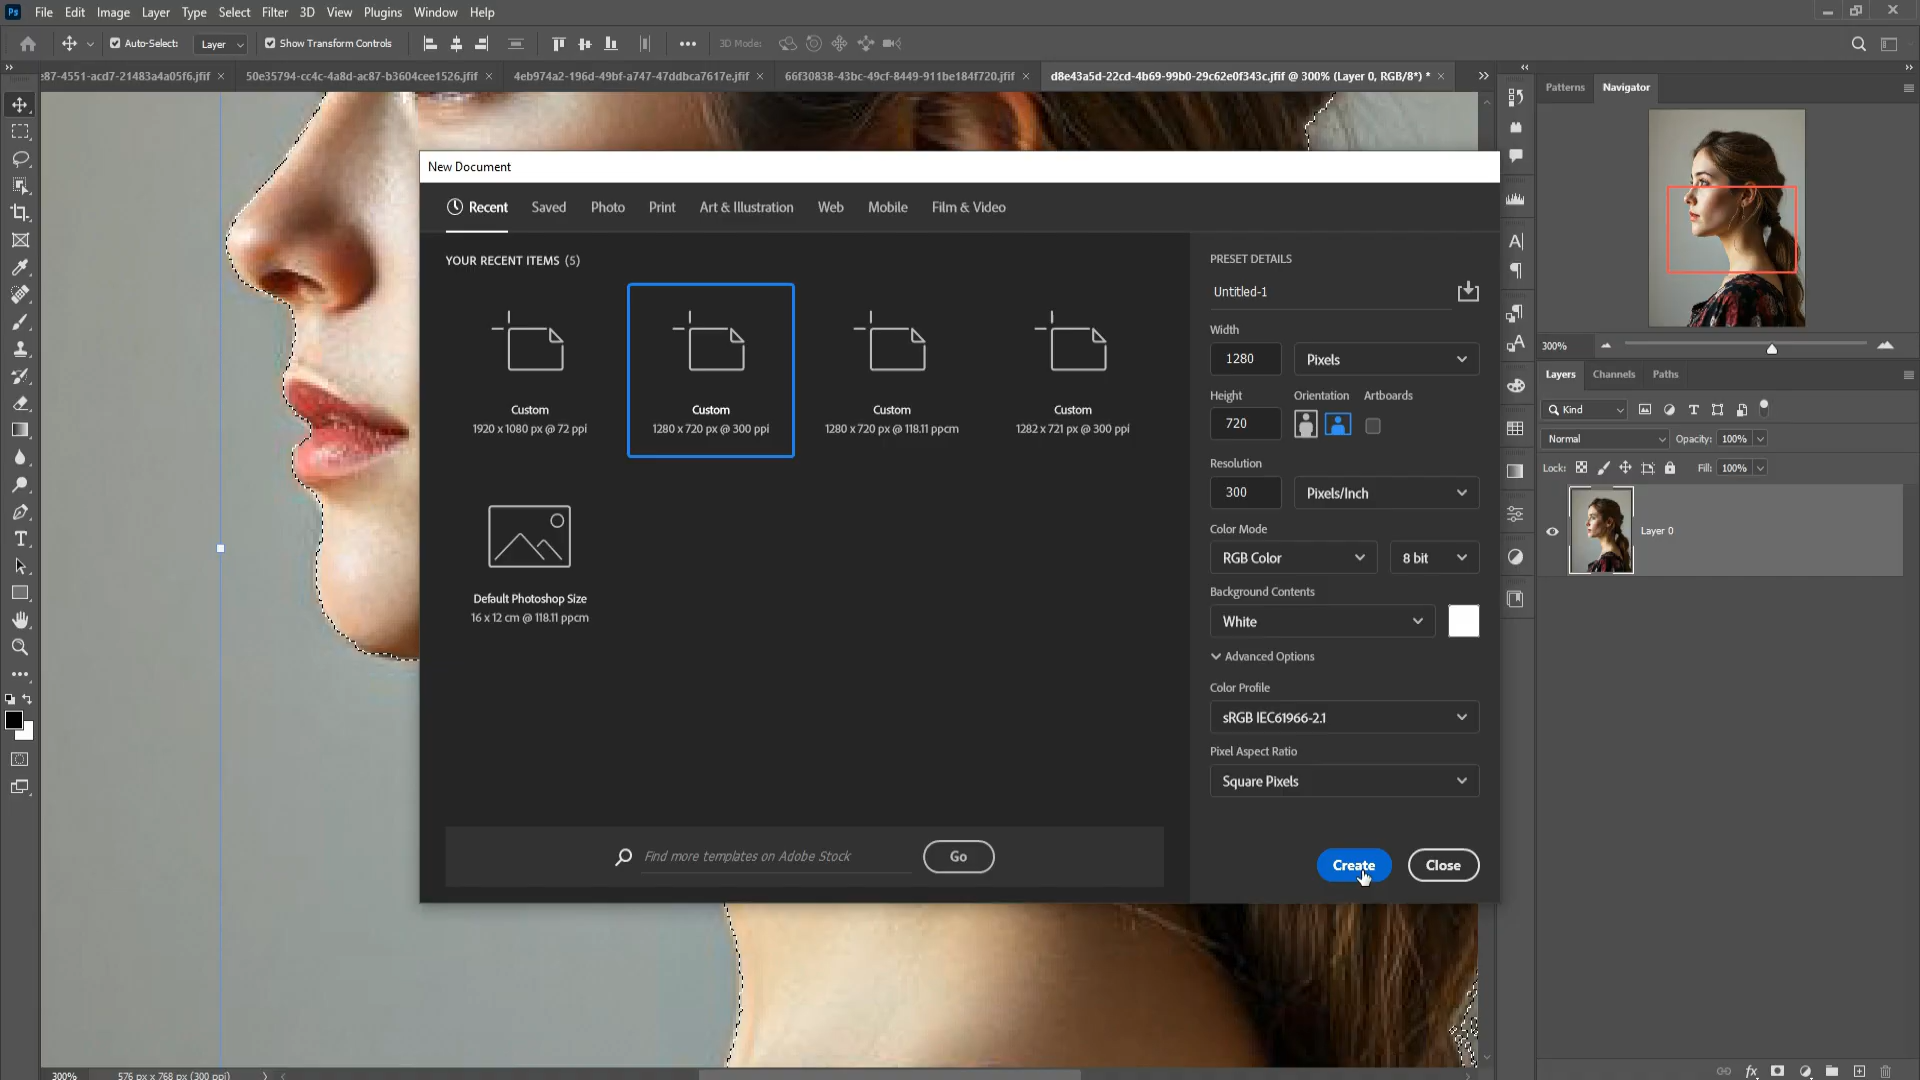 Ps File Edit Image Layer Type Select Filter 3D View Plugins Window Help
Auto-Select: Layer Show Transform Controls 3D Mode:
e87-4551-acd7-21483a4a05f6.jfif × 50e35794-cc4c-4a8d-ac87-b3604cee1526.jfif × 4eb974a2-196d-49bf-a747-47ddbca7617e.jfif × 66f30838-43bc-49cf-8449-911be184f720.jfif × d8e43a5d-22cd-4b69-99b0-29c62e0f343c.jfif @ 300% (Layer 0, RGB/8*) * ×
Patterns Navigator
New Document
Recent Saved Photo Print Art & Illustration Web Mobile Film & Video
YOUR RECENT ITEMS (5)
Custom
1920 x 1080 px @ 72 ppi
Custom
1280 x 720 px @ 300 ppi
Custom
1280 x 720 px @ 118.11 ppcm
Custom
1282 x 721 px @ 300 ppi
Default Photoshop Size
16 x 12 cm @ 118.11 ppcm
Find more templates on Adobe Stock Go
PRESET DETAILS
Untitled-1
Width
1280 Pixels
Height Orientation Artboards
720
Resolution
300 Pixels/Inch
Color Mode
RGB Color 8 bit
Background Contents
White
Advanced Options
Color Profile
sRGB IEC61966-2.1
Pixel Aspect Ratio
Square Pixels
Create Close
300%
Layers Channels Paths
Kind
Normal Opacity: 100%
Lock: Fill: 100%
Layer 0
300% 576 px x 768 px (300 ppi)